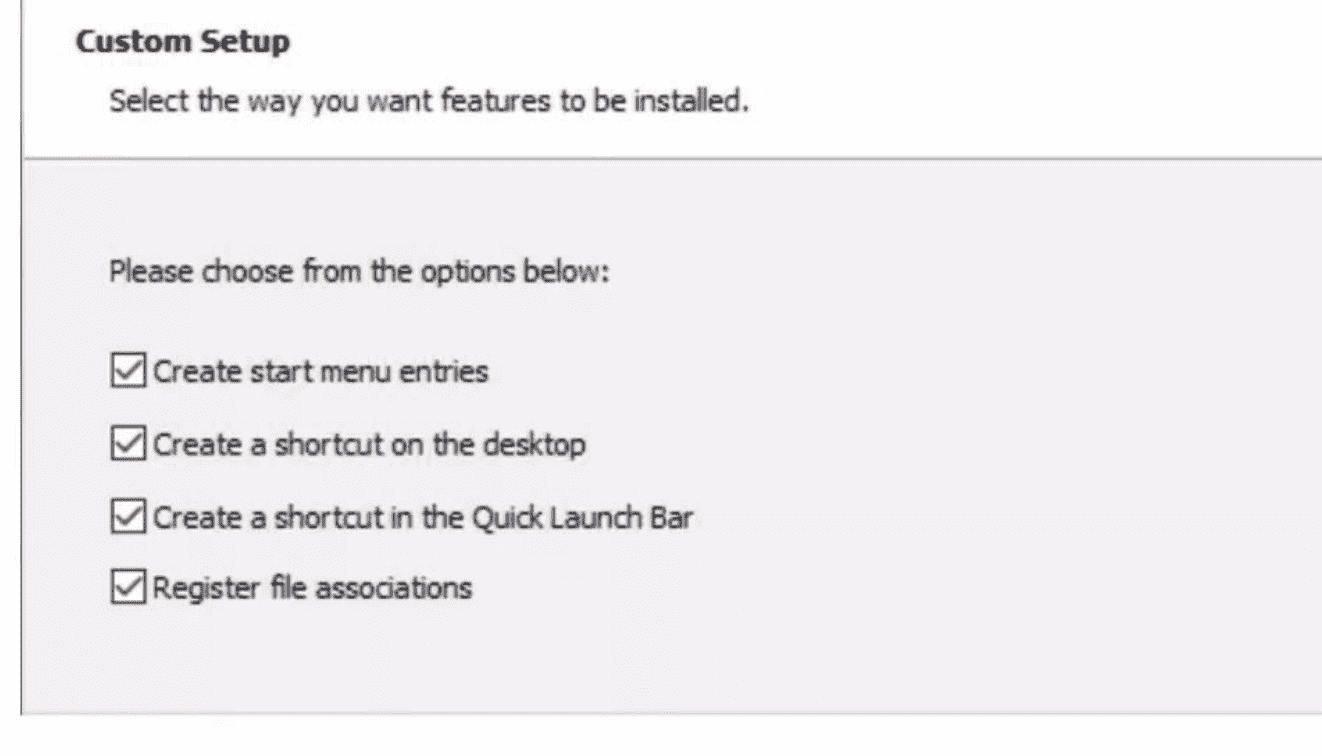 Custom Setup
Select the way you want features to be installed.
Please choose from the options below:
Create start menu entries
Create a shortcut on the desktop
Create a shortcut in the Quick Launch Bar
Register file associations